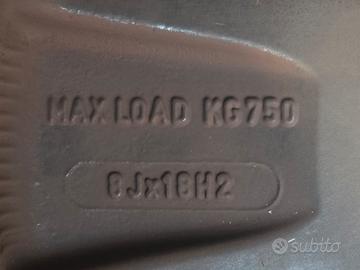 MAX LOAD KG750
8Jx18H2
subito